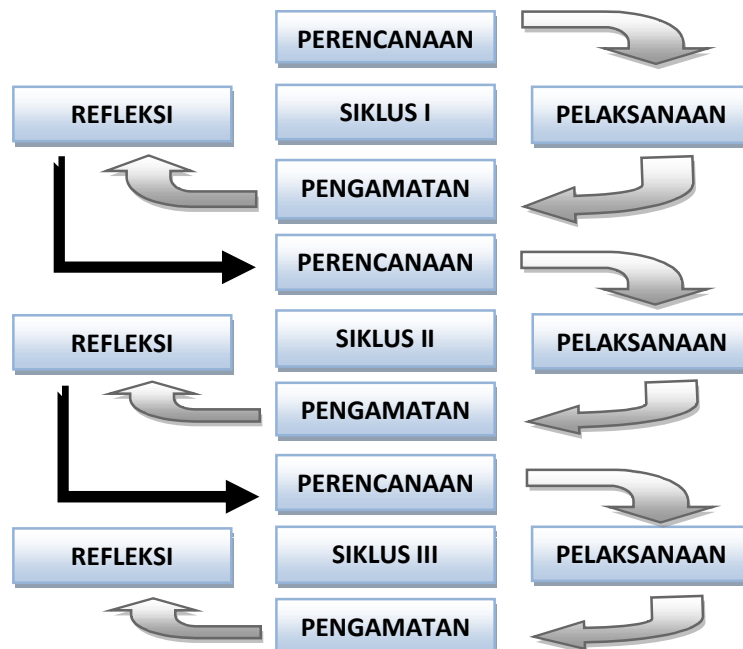 PERENCANAAN
REFLEKSI
SIKLUS I
PELAKSANAAN
PENGAMATAN
PERENCANAAN
REFLEKSI
SIKLUS II
PELAKSANAAN
PENGAMATAN
PERENCANAAN
REFLEKSI
SIKLUS III
PELAKSANAAN
PENGAMATAN